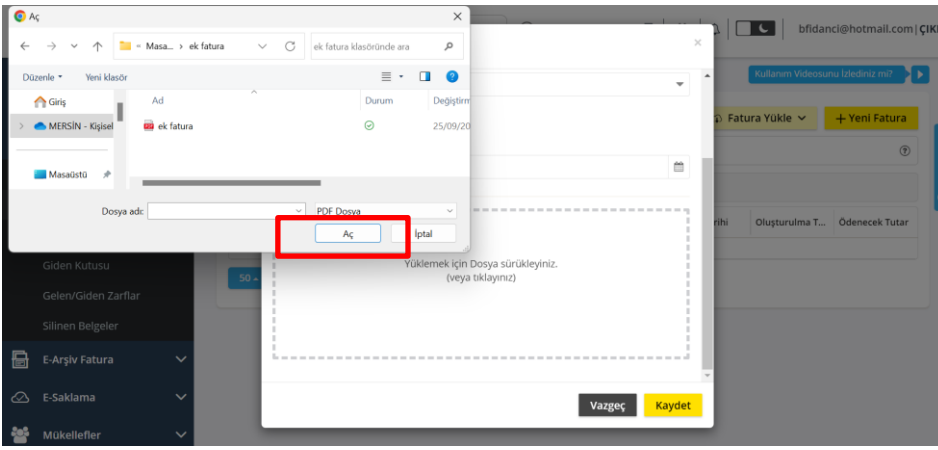 Aç
bfidanci@hotmail.com | ÇIKI
« Masa... › ek fatura
ek fatura klasöründe ara
Kullanım Videosunu İzlediniz mi?
Düzenle
Yeni klasör
Giriş
Ad
Durum
Değiştirm
MERSİN - Kişisel
ek fatura
25/09/20
Fatura Yükle
+ Yeni Fatura
Masaüstü
Dosya adı:
PDF Dosya
rihi
Oluşturulma T...
Ödenecek Tutar
Aç
İptal
Giden Kutusu
Yüklemek için Dosya sürükleyiniz.
50
(veya tıklayınız)
Gelen/Giden Zarflar
Silinen Belgeler
E-Arşiv Fatura
E-Saklama
Vazgeç
Kaydet
Mükellefler